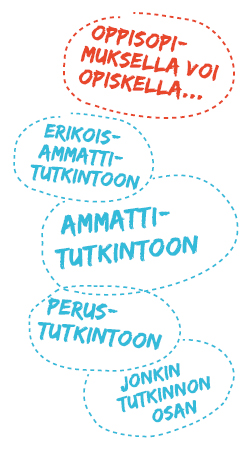 OPPISOPI-
MUKSELLA VOI
OPISKELLA...
ERIKOIS-
AMMATTI-
TUTKINTOON
AMMATTI-
TUTKINTOON
PERUS-
TUTKINTOON
JONKIN
TUTKINNON
OSAN